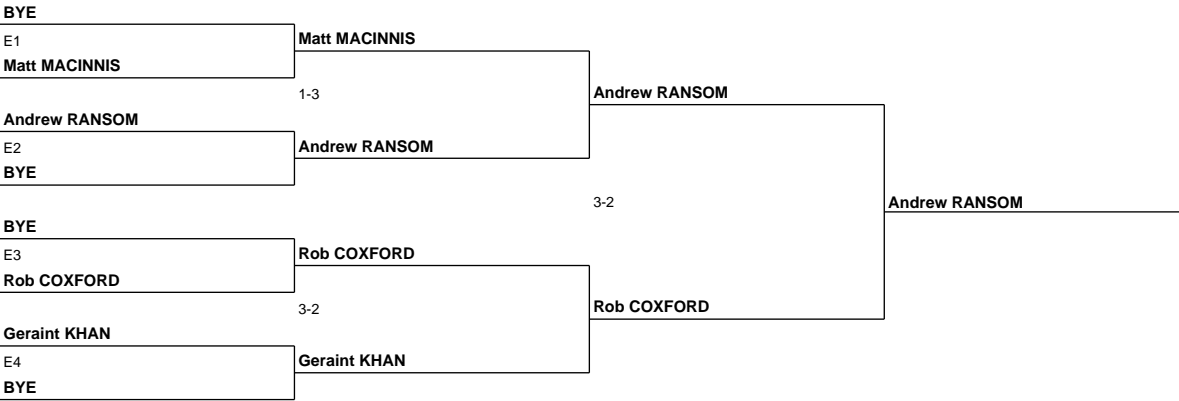 BYE
E1
Matt MACINNIS
Matt MACINNIS
1-3
Andrew RANSOM
Andrew RANSOM
E2
Andrew RANSOM
BYE
3-2
Andrew RANSOM
BYE
E3
Rob COXFORD
Rob COXFORD
3-2
Rob COXFORD
Geraint KHAN
E4
Geraint KHAN
BYE